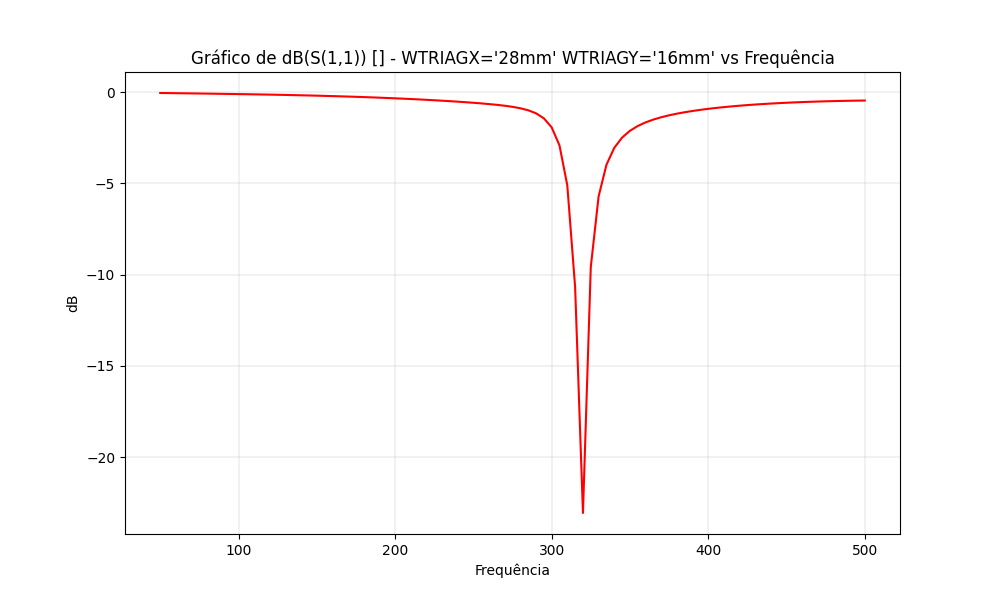 Gráfico de dB(S(1,1)) [] - WTRIAGX='28mm' WTRIAGY='16mm' vs Frequência
0
−5
−10
−15
−20
dB
100 200 300 400 500
Frequência